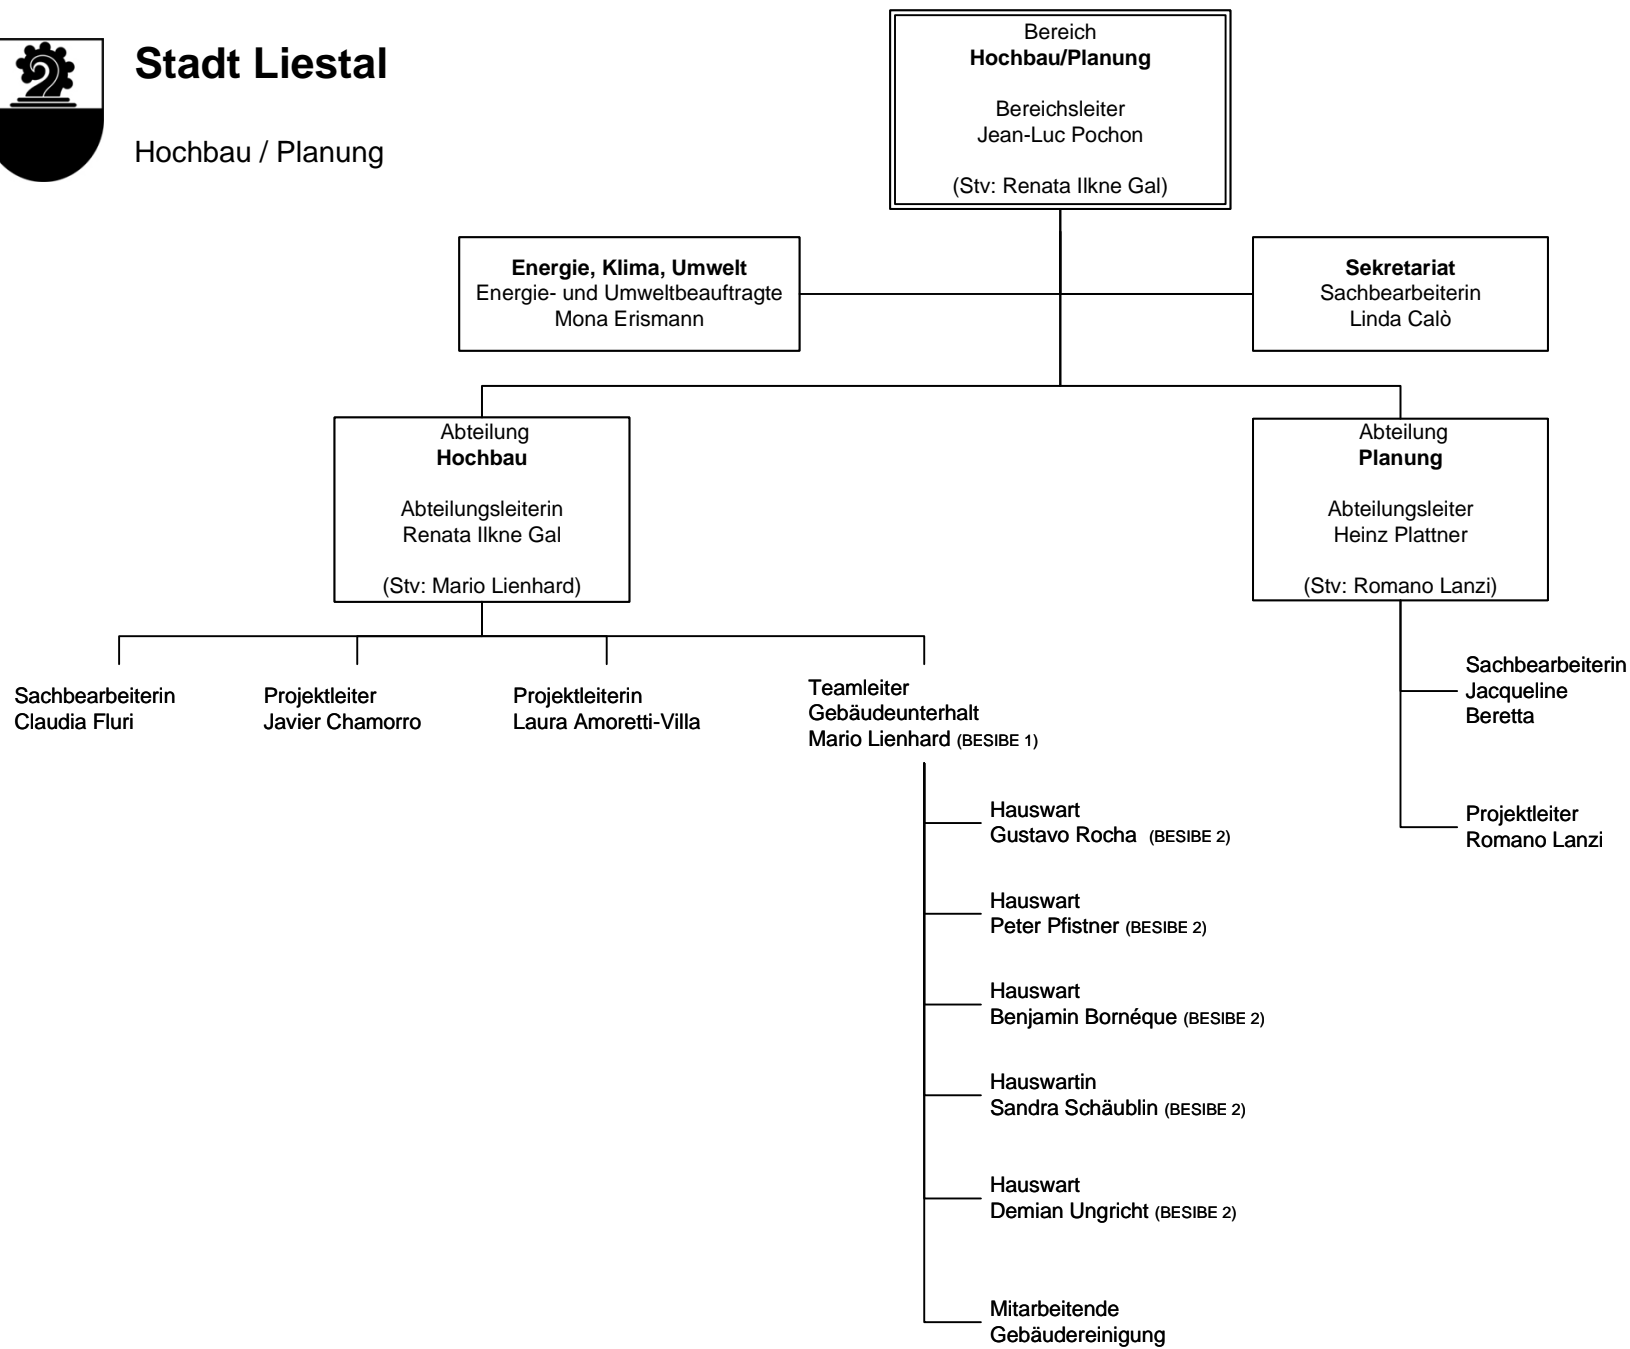 Stadt Liestal
Hochbau / Planung
Bereich
Hochbau/Planung
Bereichsleiter
Jean-Luc Pochon
(Stv: Renata Ilkne Gal)
Energie, Klima, Umwelt
Energie- und Umweltbeauftragte
Mona Erismann
Sekretariat
Sachbearbeiterin
Linda Calò
Abteilung
Hochbau
Abteilungsleiterin
Renata Ilkne Gal
(Stv: Mario Lienhard)
Abteilung
Planung
Abteilungsleiter
Heinz Plattner
(Stv: Romano Lanzi)
Sachbearbeiterin
Claudia Fluri
Projektleiter
Javier Chamorro
Projektleiterin
Laura Amoretti-Villa
Teamleiter
Gebäudeunterhalt
Mario Lienhard (BESIBE 1)
Hauswart
Gustavo Rocha (BESIBE 2)
Hauswart
Peter Pfistner (BESIBE 2)
Hauswart
Benjamin Bornéque (BESIBE 2)
Hauswartin
Sandra Schäublin (BESIBE 2)
Hauswart
Demian Ungricht (BESIBE 2)
Mitarbeitende
Gebäudereinigung
Sachbearbeiterin
Jacqueline
Beretta
Projektleiter
Romano Lanzi